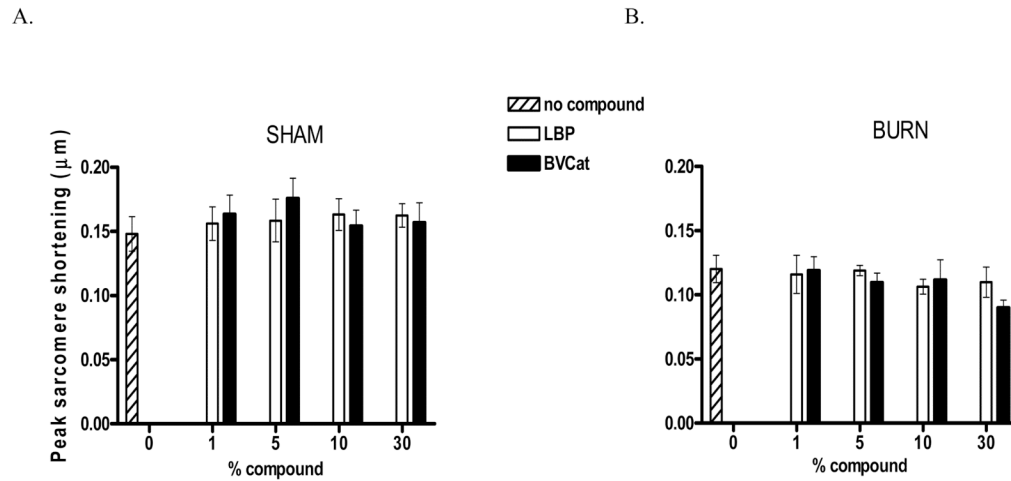 A.
B.
no compound
LBP
BVCat
SHAM
BURN
Peak sarcomere shortening (μm)
0.20
0.15
0.10
0.05
0.00
0 1 5 10 30
% compound
0.20
0.15
0.10
0.05
0.00
0 1 5 10 30
% compound